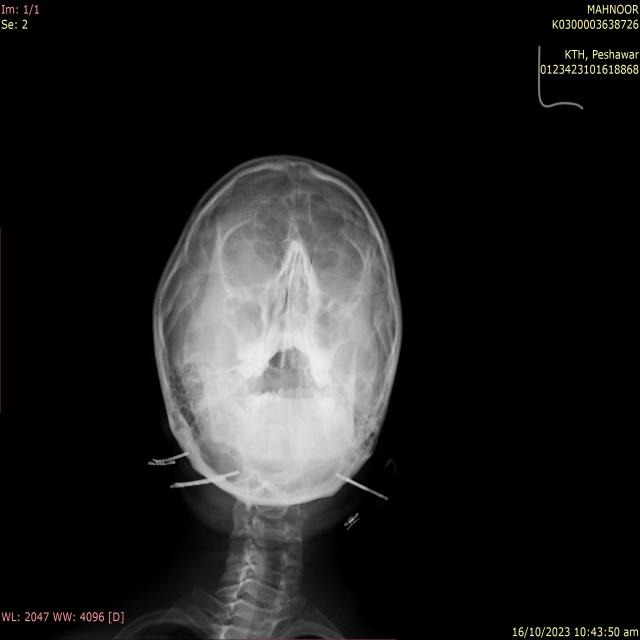 Im: 1/1
Se: 2
MAHNOOR
K0300003638726
KTH, Peshawar
0123423101618868
WL: 2047 WW: 4096 [D]
16/10/2023 10:43:50 am